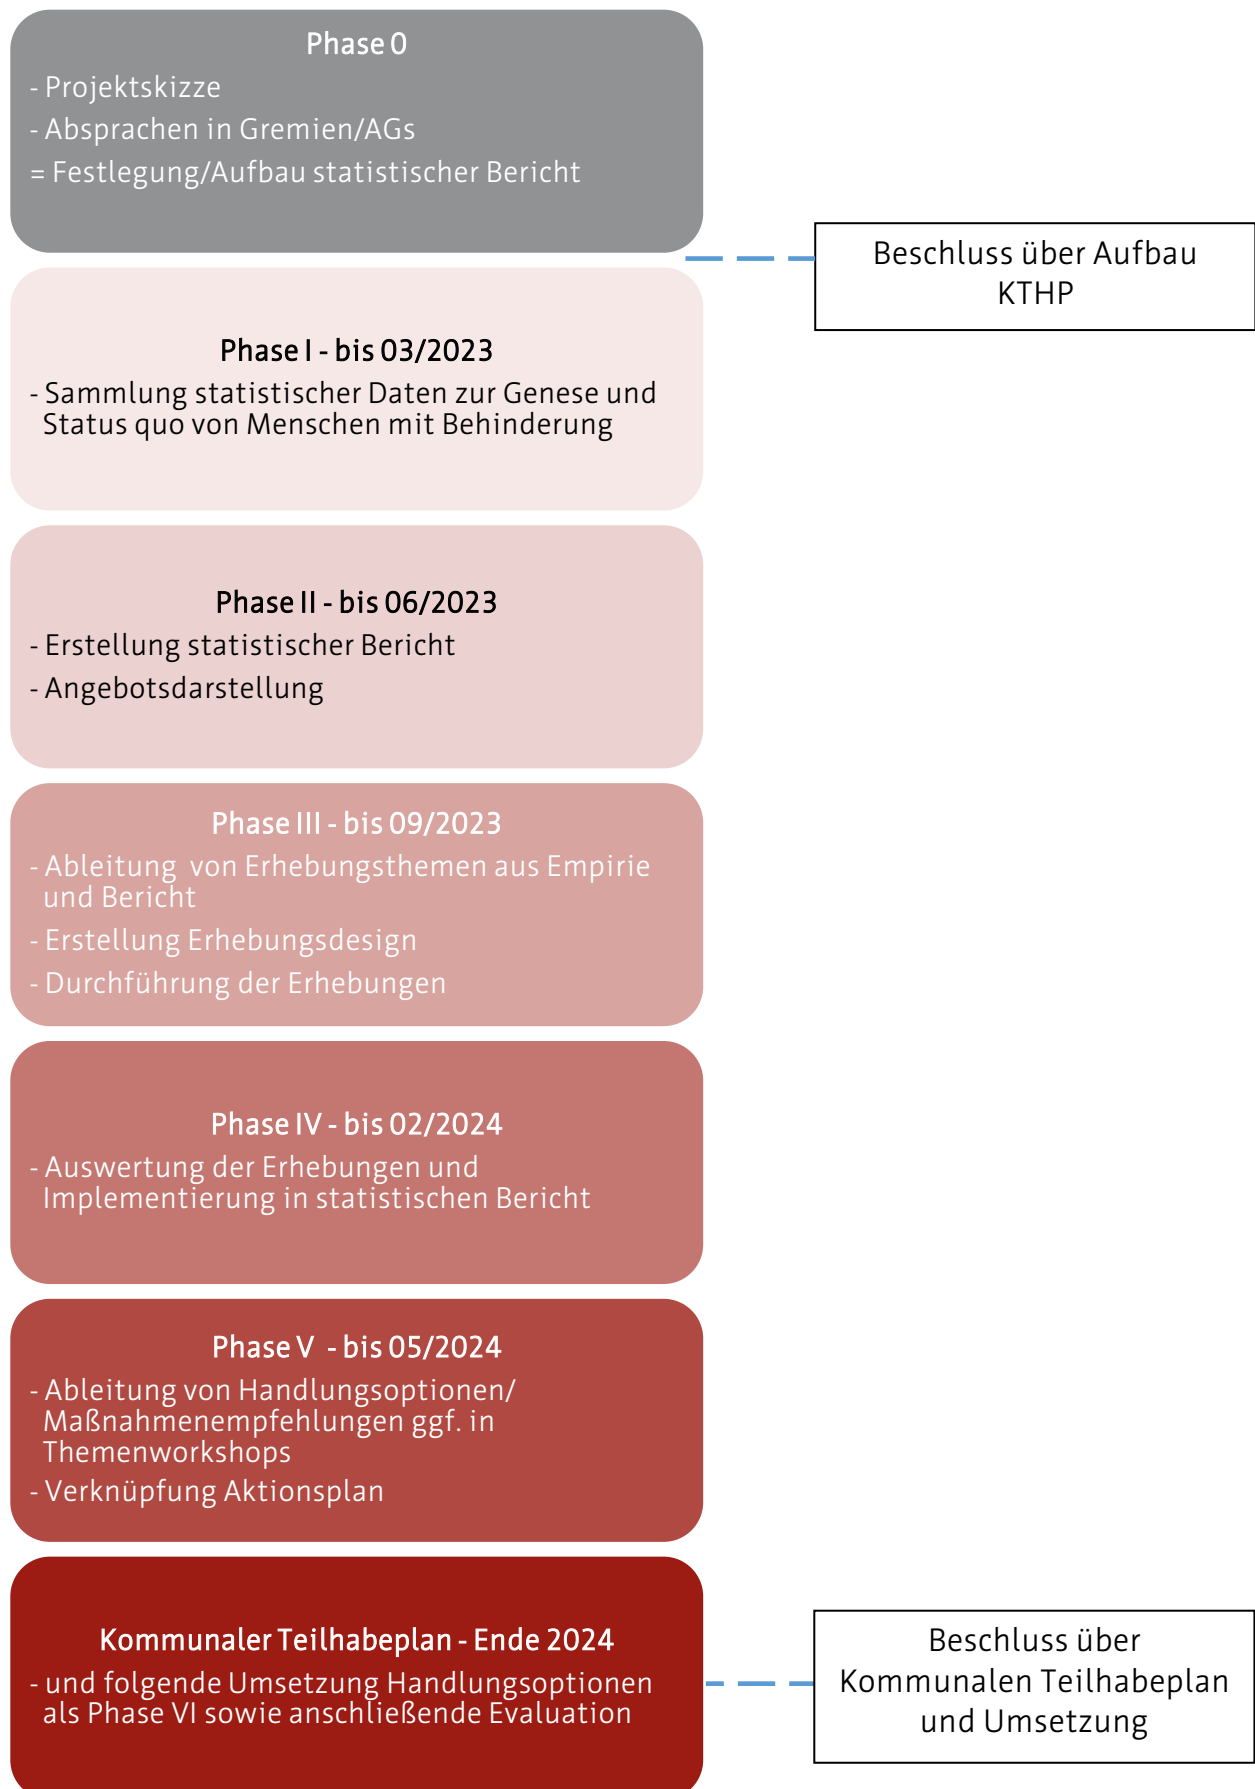 Phase 0
- Projektskizze
- Absprachen in Gremien/AGs
= Festlegung/Aufbau statistischer Bericht
Beschluss über Aufbau
KTHP
Phase I - bis 03/2023
- Sammlung statistischer Daten zur Genese und
Status quo von Menschen mit Behinderung
Phase II - bis 06/2023
- Erstellung statistischer Bericht
- Angebotsdarstellung
Phase III - bis 09/2023
- Ableitung von Erhebungsthemen aus Empirie
und Bericht
- Erstellung Erhebungsdesign
- Durchführung der Erhebungen
Phase IV - bis 02/2024
- Auswertung der Erhebungen und
Implementierung in statistischen Bericht
Phase V - bis 05/2024
- Ableitung von Handlungsoptionen/
Maßnahmenempfehlungen ggf. in
Themenworkshops
- Verknüpfung Aktionsplan
Kommunaler Teilhabeplan - Ende 2024
- und folgende Umsetzung Handlungsoptionen
als Phase VI sowie anschließende Evaluation
Beschluss über
Kommunalen Teilhabeplan
und Umsetzung